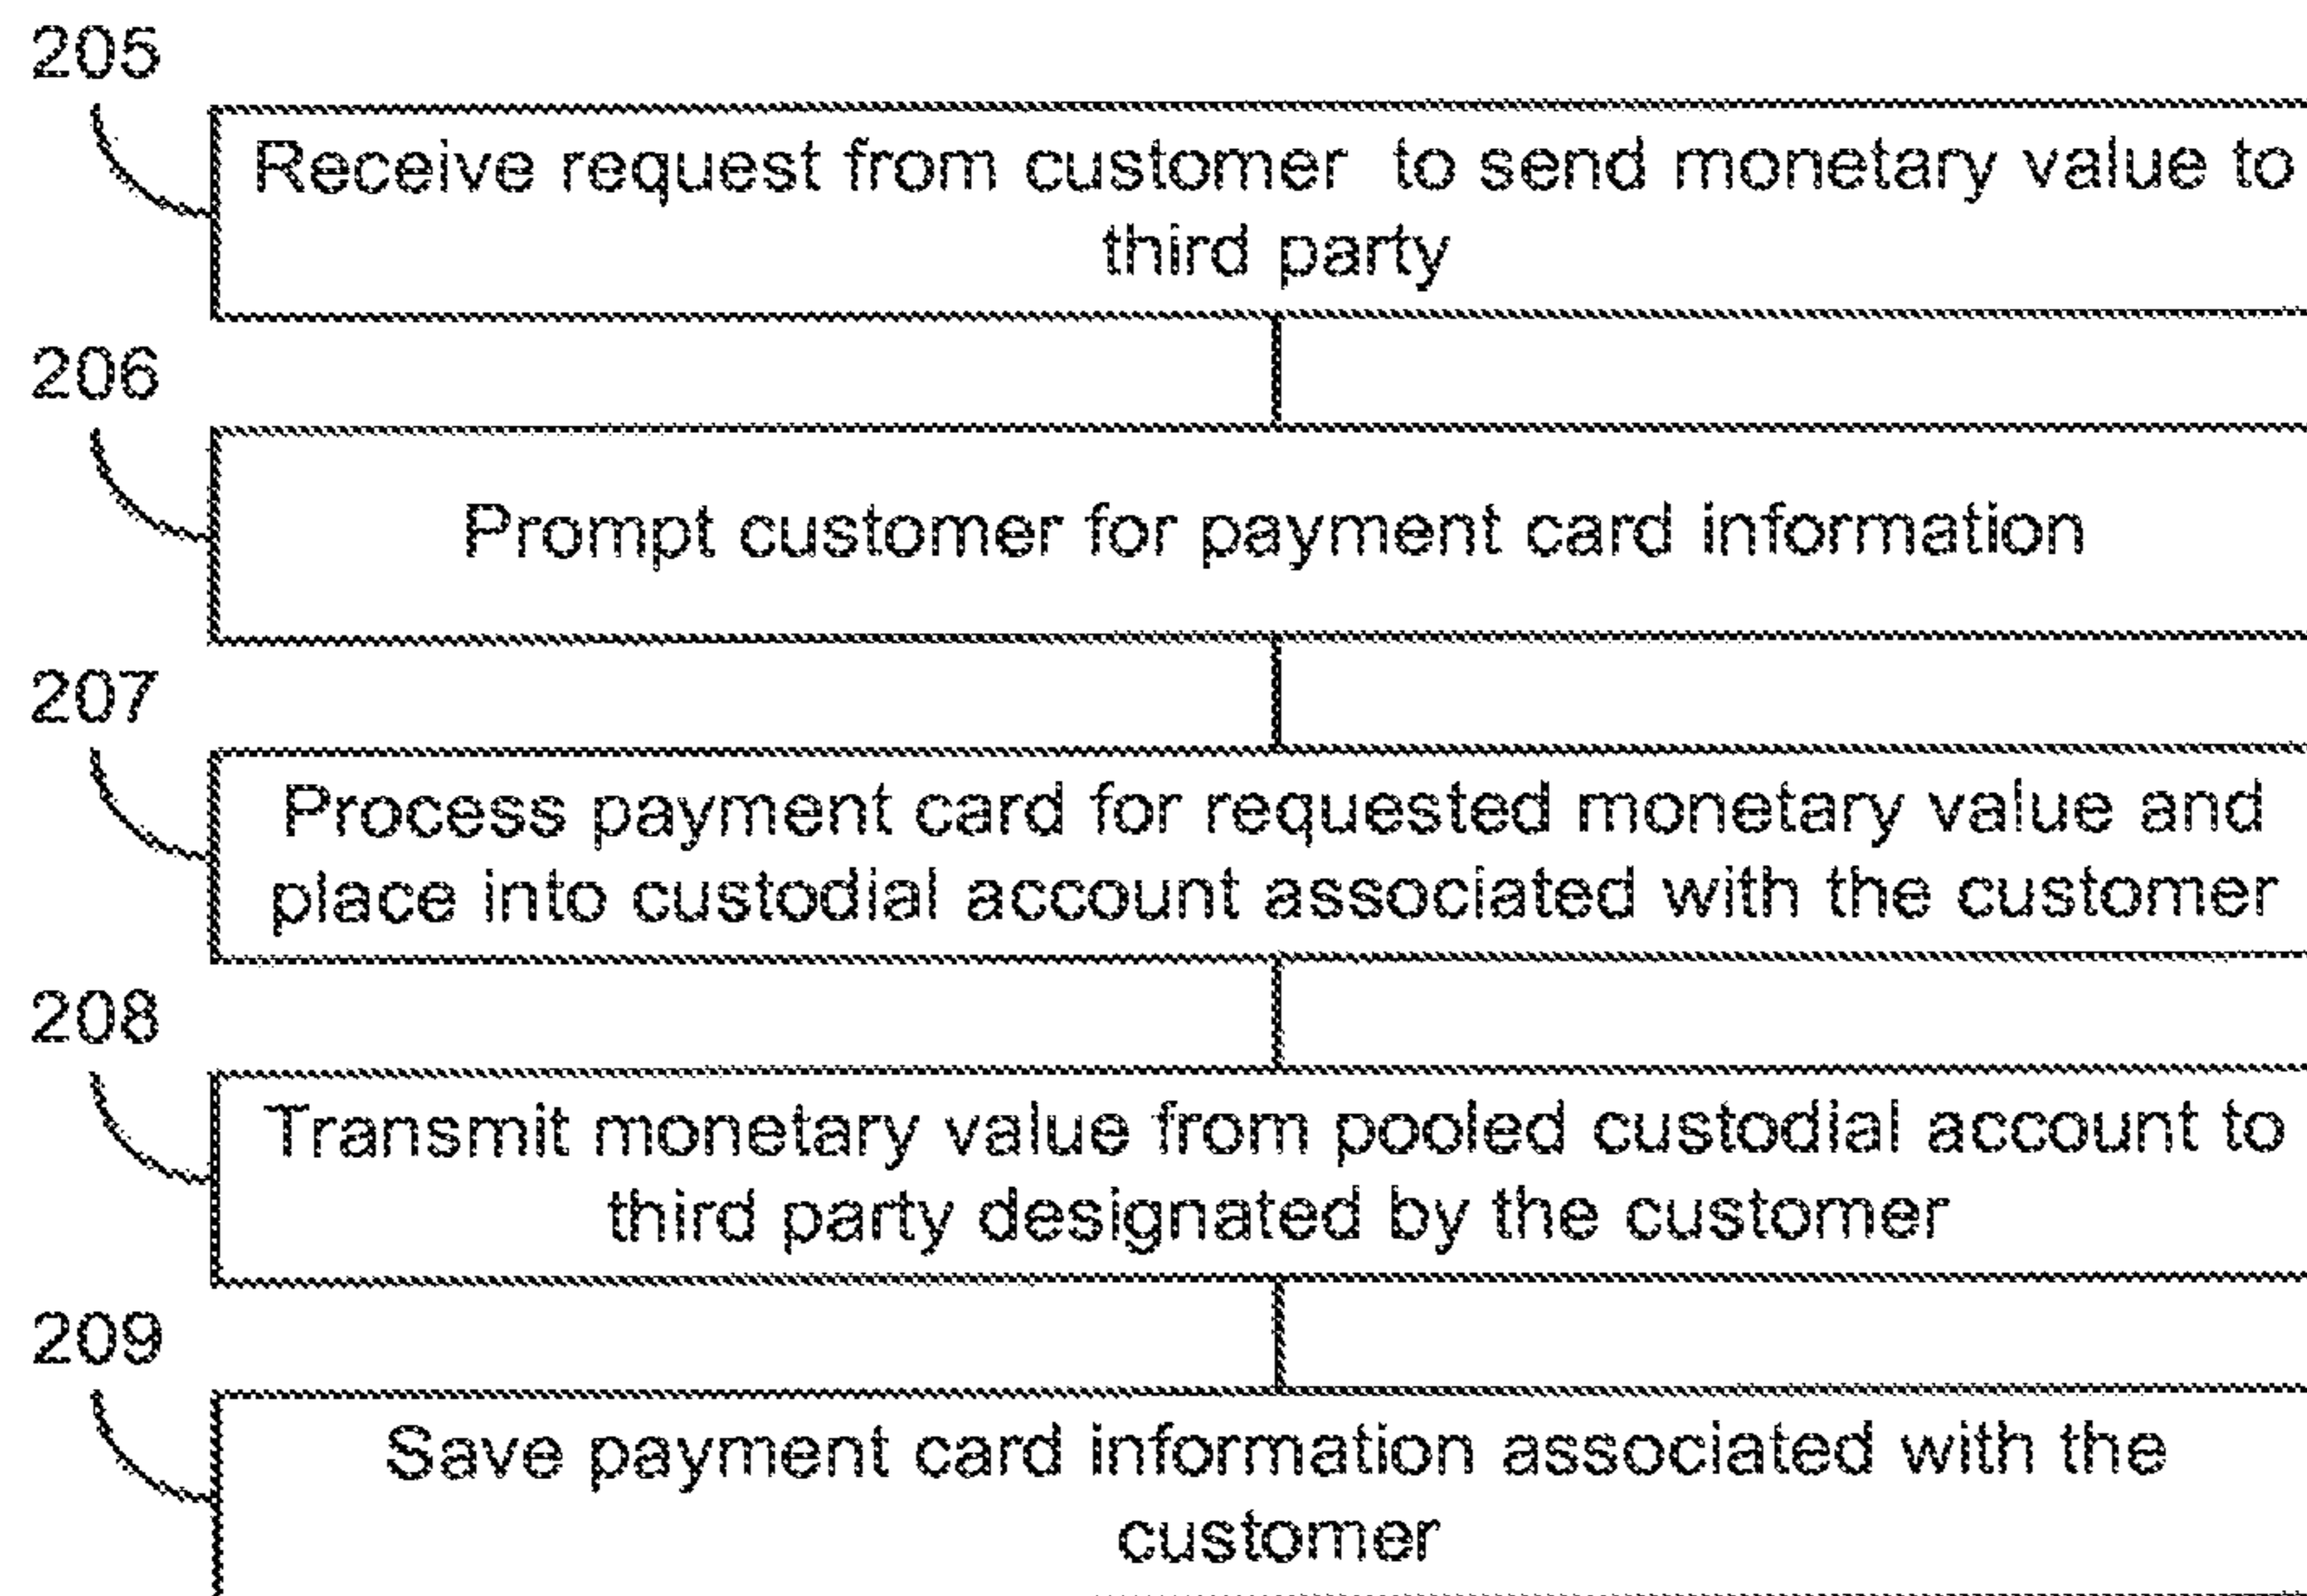 205
Receive request from customer to send monetary value to
third party
206
Prompt customer for payment card information
207
Process payment card for requested monetary value and
place into custodial account associated with the customer
208
Transmit monetary value from pooled custodial account to
third party designated by the customer
209
Save payment card information associated with the
customer